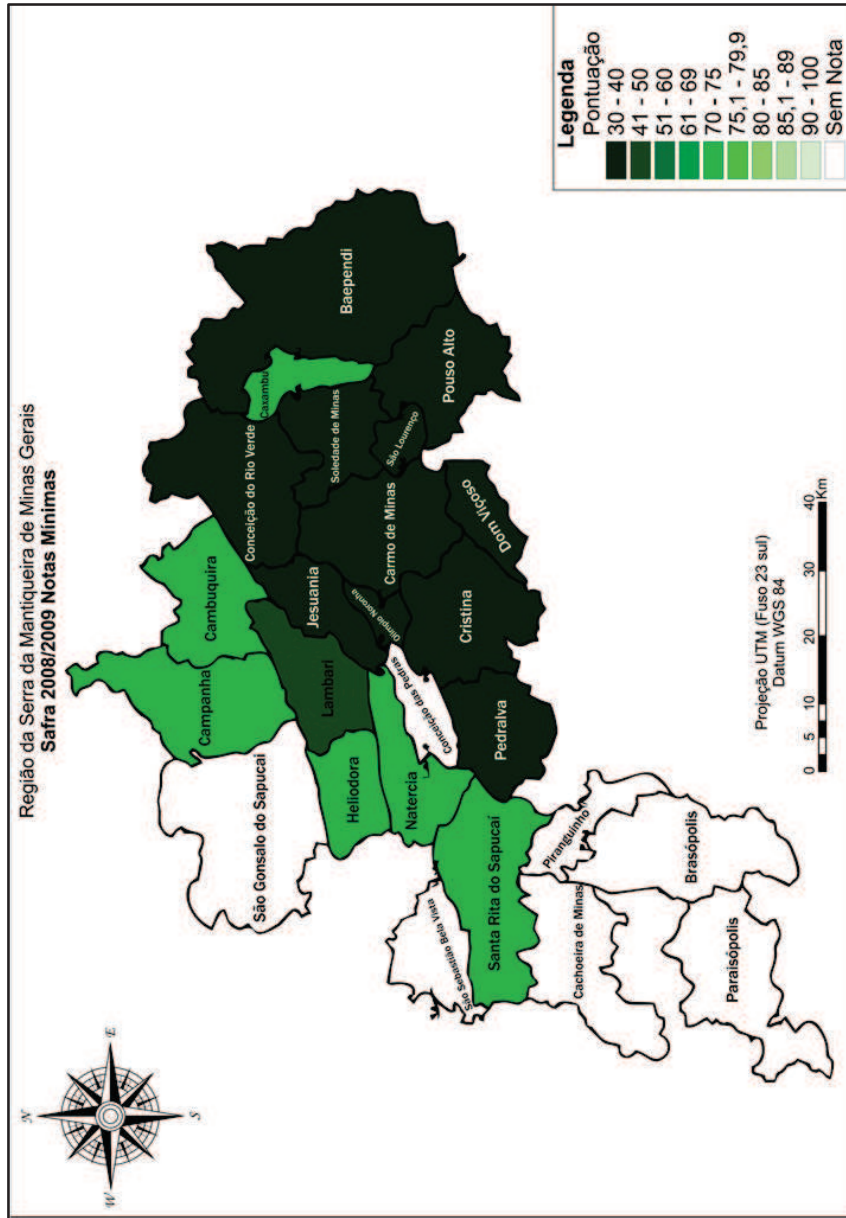 Região da Serra da Mantiqueira de Minas Gerais
Safra 2008/2009 Notas Minimas
N
E
S
W
Campanha
Cambuquira
São Gonsalo do Sapucai
Conceição do Rio Verde
Caxambu
Baependi
Lambari
Jesuania
Soledade de Minas
Heliodora
Olimpio Noronha
Carmo de Minas
São Lourenço
Pouso Alto
Natercia
Conceição das Pedras
Cristina
Dom Viçoso
São Sebastião Bela Vista
Santa Rita do Sapucaí
Pedralva
Piranguinho
Cachoeira de Minas
Brasópolis
Paraisópolis
Projeção UTM (Fuso 23 sul)
Datum WGS 84
0 5 10 20 30 40
Km
Legenda
Pontuação
30 - 40
41 - 50
51 - 60
61 - 69
70 - 75
75,1 - 79,9
80 - 85
85,1 - 89
90 - 100
Sem Nota